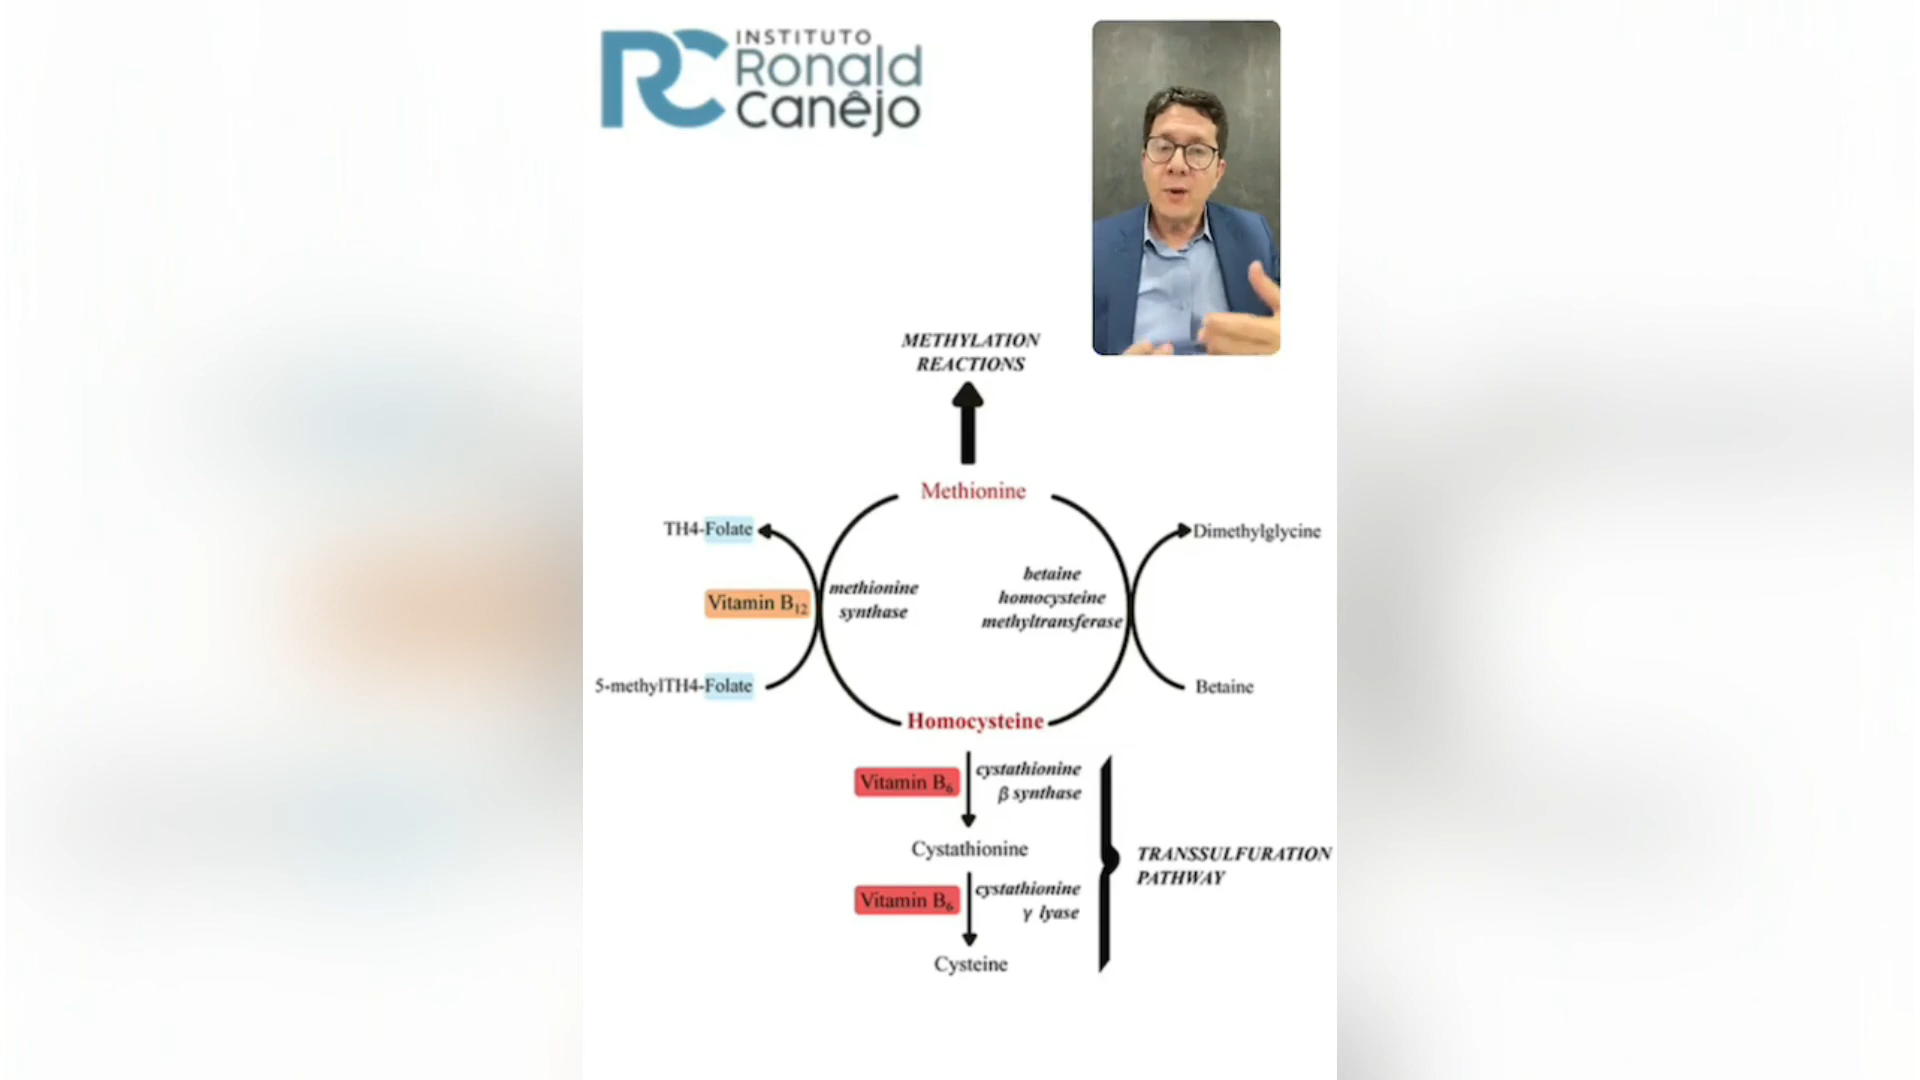 INSTITUTO
Ronald
Canêjo
RC
METHYLATION
REACTIONS
Methionine
TH4-Folate
Dimethylglycine
methionine
synthase
betaine
homocysteine
methyltransferase
Vitamin B12
5-methylTH4-Folate
Betaine
Homocysteine
Vitamin B6
cystathionine
β synthase
Cystathionine
TRANSSULFURATION
PATHWAY
Vitamin B6
cystathionine
γ lyase
Cysteine